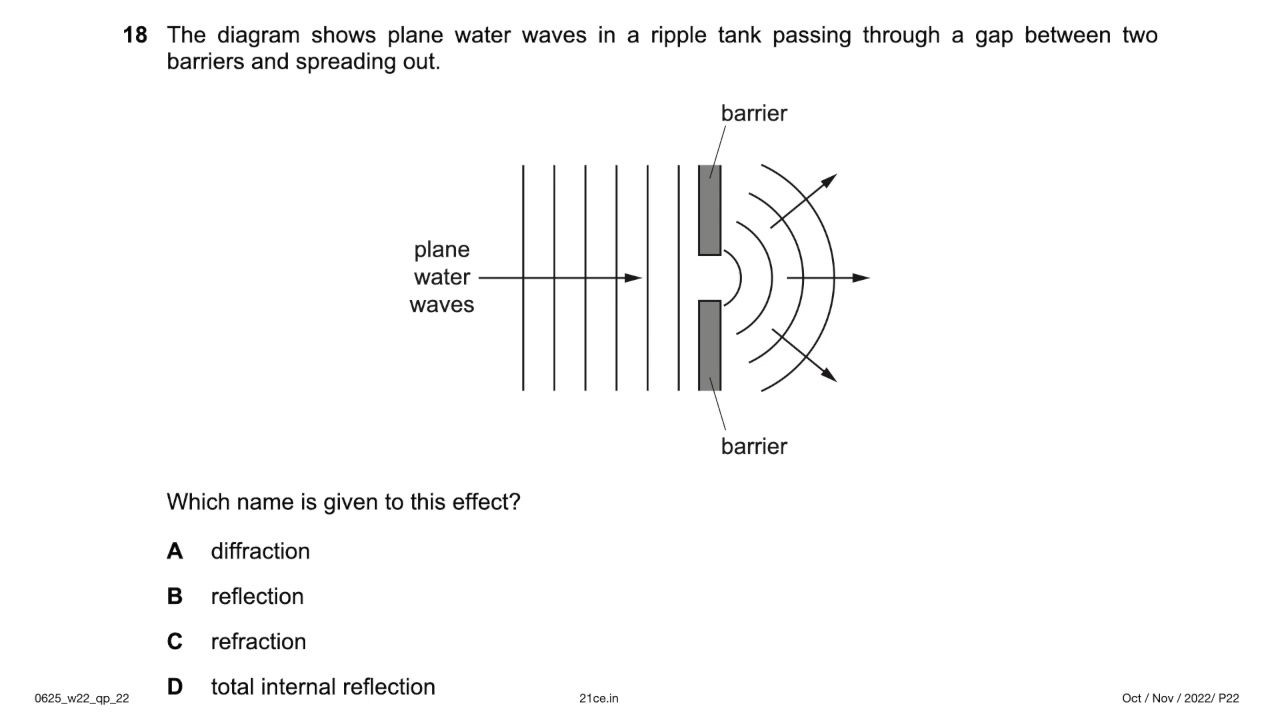 18 The diagram shows plane water waves in a ripple tank passing through a gap between two
barriers and spreading out.
barrier
plane
water
waves
barrier
Which name is given to this effect?
A diffraction
B reflection
C refraction
D total internal reflection
0625_w22_qp_22
21ce.in
Oct / Nov / 2022/ P22